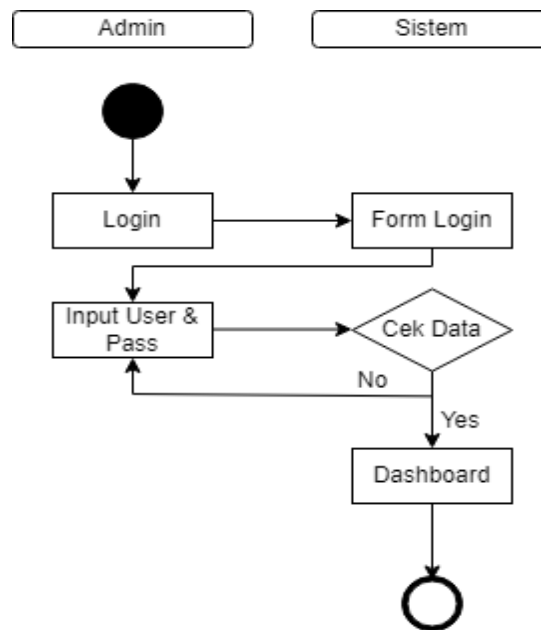 Admin
Sistem
Login
Form Login
Input User &
Pass
Cek Data
No
Yes
Dashboard